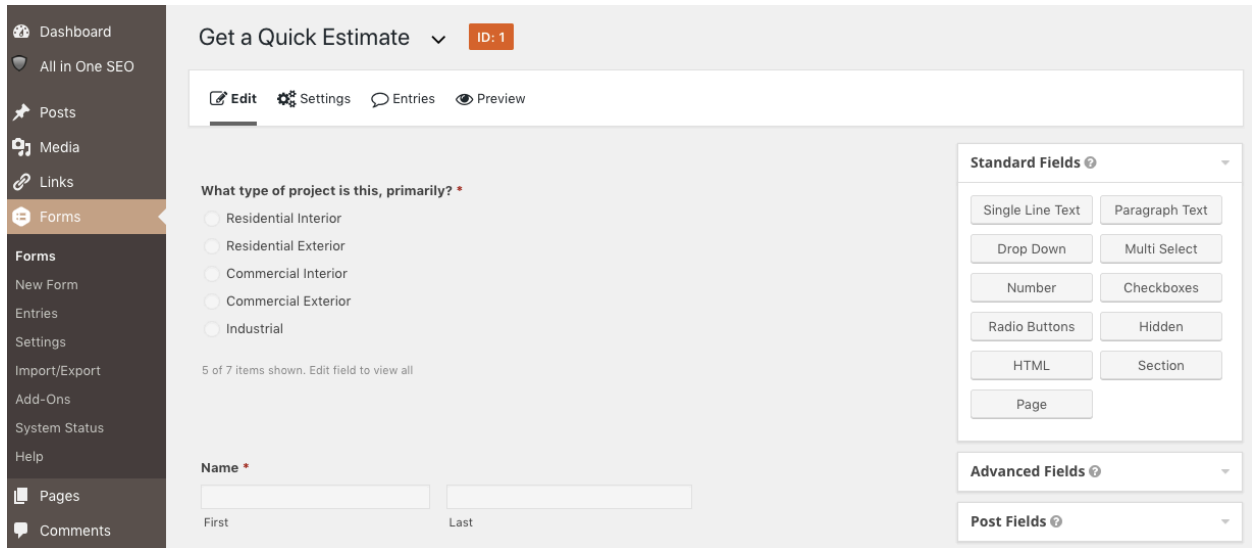 Dashboard
All in One SEO
Posts
Media
Links
Forms
Forms
New Form
Entries
Settings
Import/Export
Add-Ons
System Status
Help
Pages
Comments
Get a Quick Estimate ID: 1
Edit Settings Entries Preview
What type of project is this, primarily? *
Residential Interior
Residential Exterior
Commercial Interior
Commercial Exterior
Industrial
5 of 7 items shown. Edit field to view all
Name *
First Last
Standard Fields
Single Line Text Paragraph Text
Drop Down Multi Select
Number Checkboxes
Radio Buttons Hidden
HTML Section
Page
Advanced Fields
Post Fields